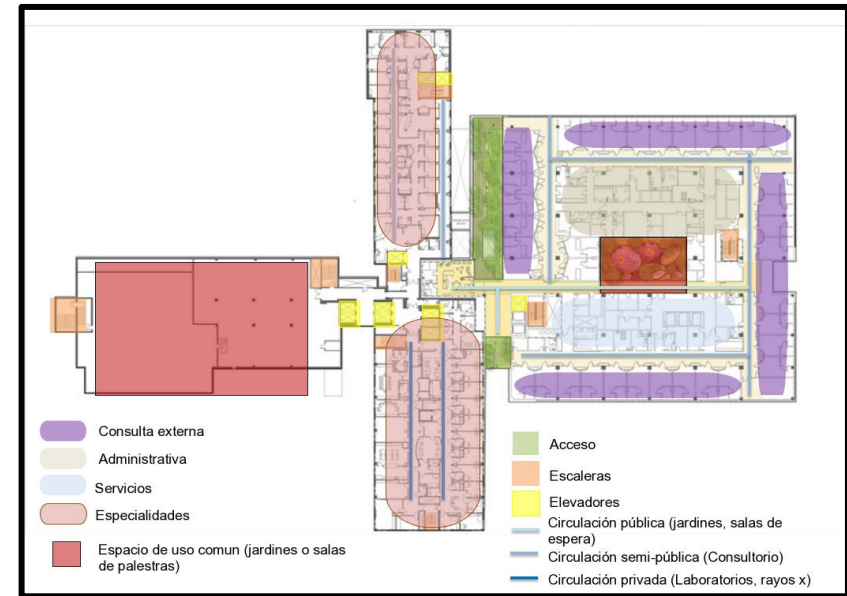 Consulta externa
Administrativa
Servicios
Especialidades
Espacio de uso comun (jardines o salas
de palestras)
Acceso
Escaleras
Elevadores
Circulación pública (jardines, salas de
espera)
Circulación semi-pública (Consultorio)
Circulación privada (Laboratorios, rayos x)